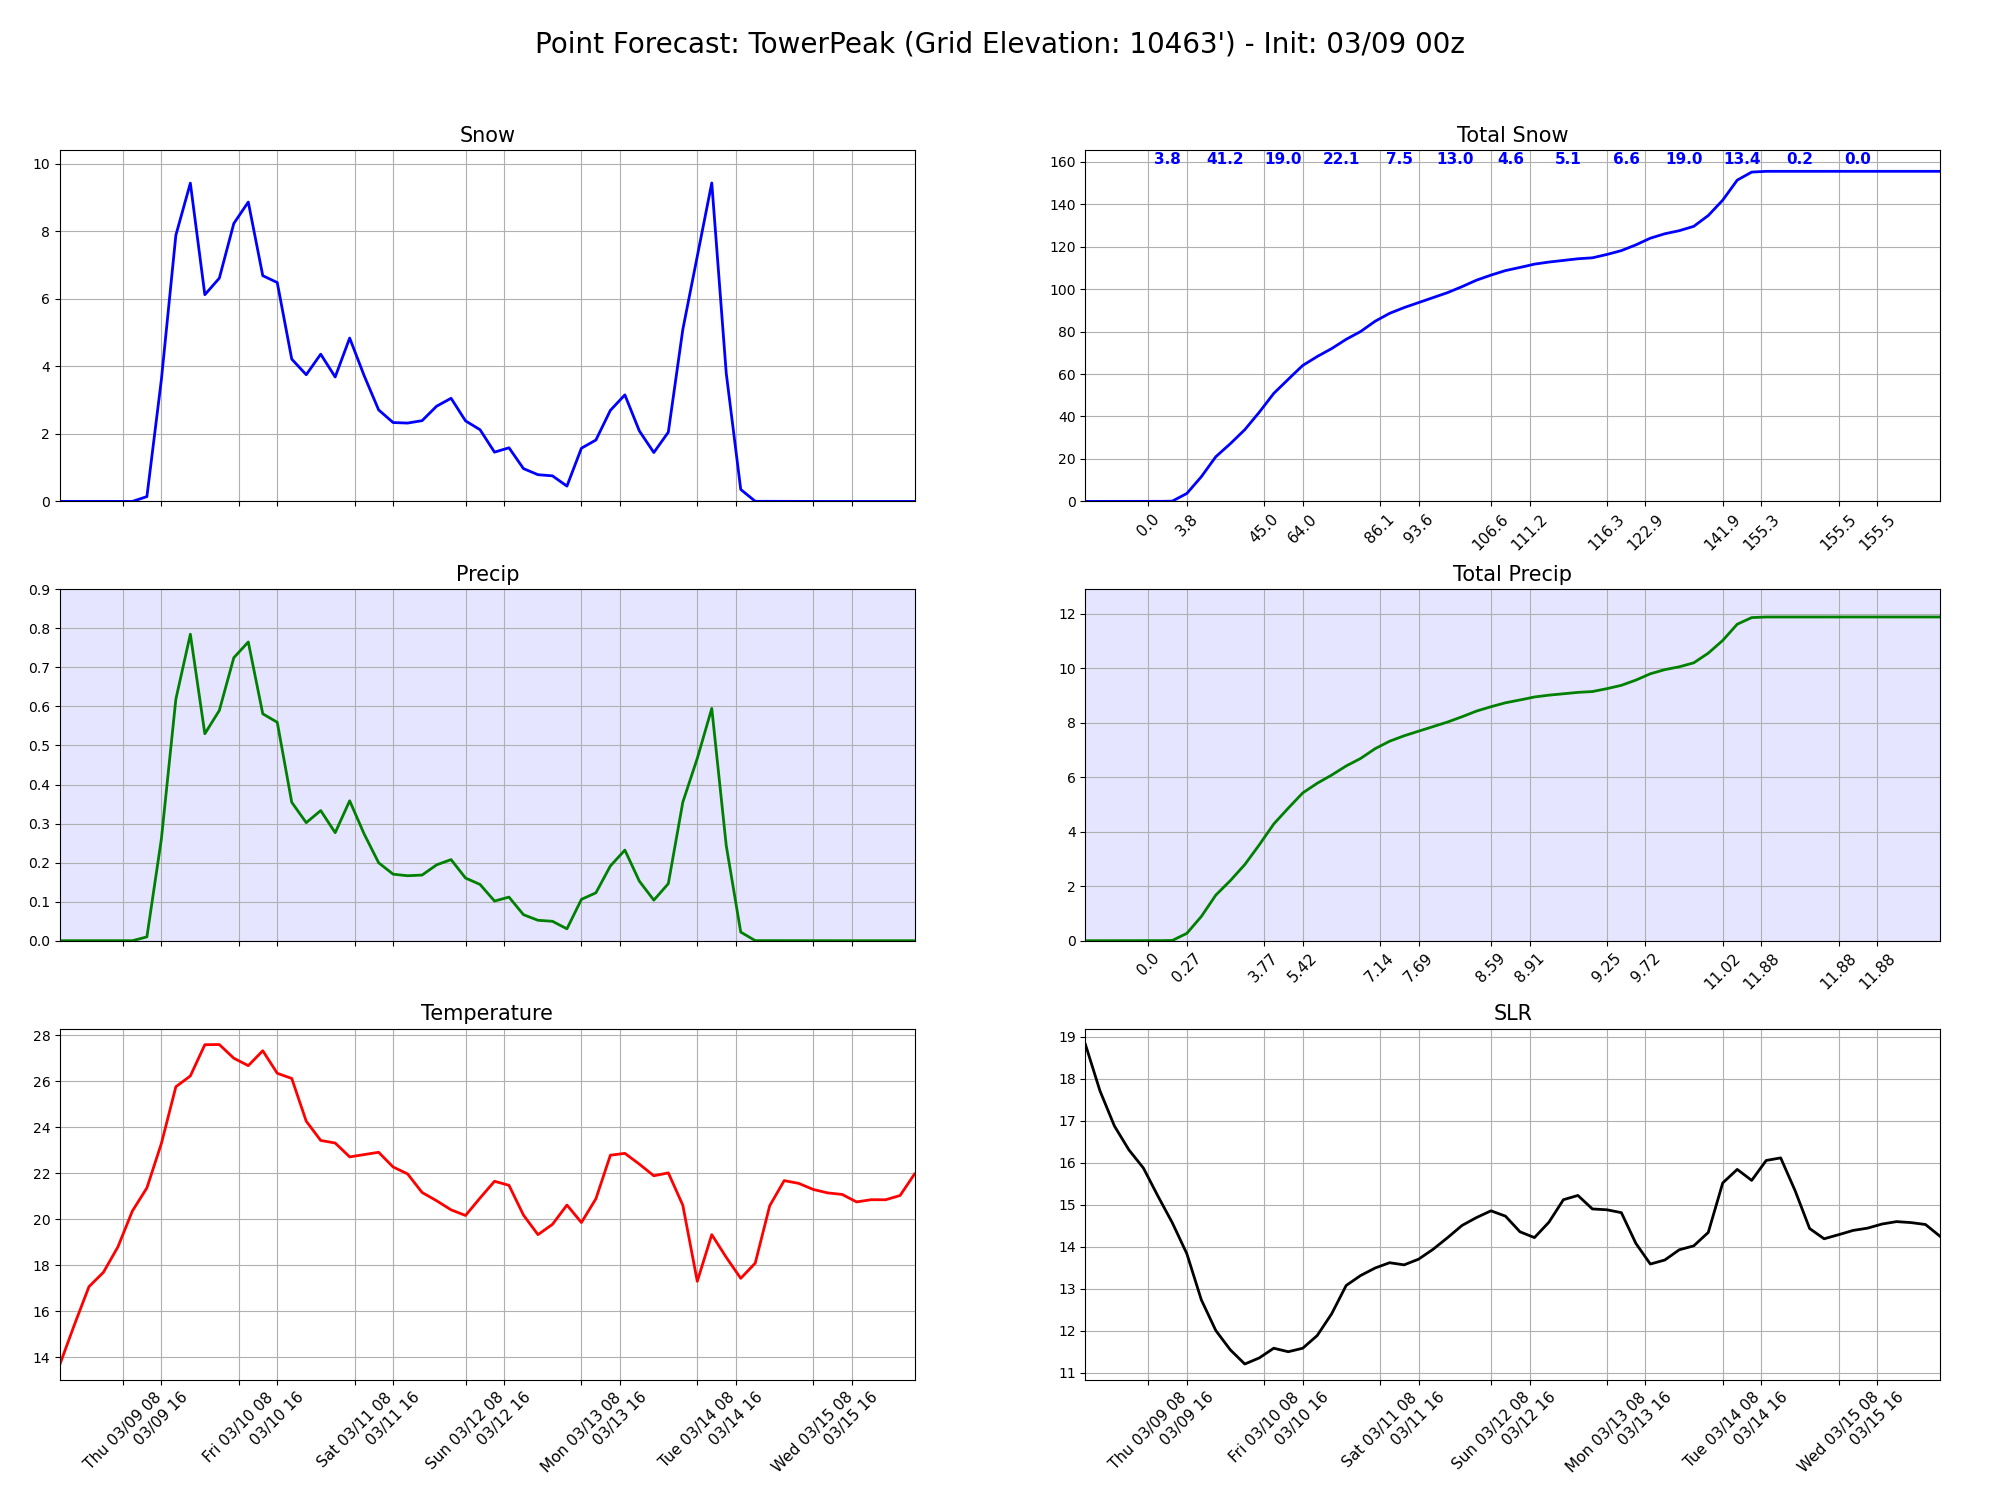 Point Forecast: TowerPeak (Grid Elevation: 10463') - Init: 03/09 00z
Snow
10
8
6
4
2
0
Total Snow
3.8 41.2 19.0 22.1 7.5 13.0 4.6 5.1 6.6 19.0 13.4 0.2 0.0
160
140
120
100
80
60
40
20
0
0.0 3.8 45.0 64.0 86.1 93.6 106.6 111.2 116.3 122.9 141.9 155.3 155.5 155.5
Precip
0.9
0.8
0.7
0.6
0.5
0.4
0.3
0.2
0.1
0.0
Total Precip
12
10
8
6
4
2
0
0.0 0.27 3.77 5.42 7.14 7.69 8.59 8.91 9.25 9.72 11.02 11.88 11.88 11.88
Temperature
28
26
24
22
20
18
16
14
Thu 03/09 08
03/09 16
Fri 03/10 08
03/10 16
Sat 03/11 08
03/11 16
Sun 03/12 08
03/12 16
Mon 03/13 08
03/13 16
Tue 03/14 08
03/14 16
Wed 03/15 08
03/15 16
SLR
19
18
17
16
15
14
13
12
11
Thu 03/09 08
03/09 16
Fri 03/10 08
03/10 16
Sat 03/11 08
03/11 16
Sun 03/12 08
03/12 16
Mon 03/13 08
03/13 16
Tue 03/14 08
03/14 16
Wed 03/15 08
03/15 16